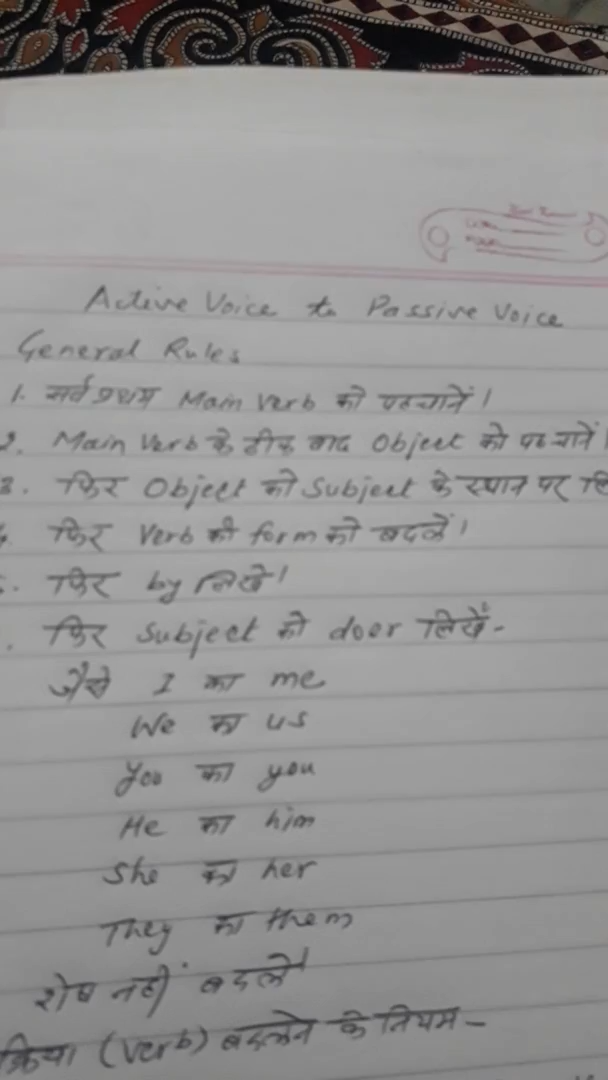 Active Voice to Passive Voice
General Rules
1. सर्वप्रथम Main Verb को पहचानें।
2. Main Verb के ठीक बाद Object को पहचानें।
3. फिर Object को Subject के स्थान पर
फिर Verb की form को बदलें।
फिर by लिखें।
फिर Subject को door लिखें-
जैसे I का me
We का us
You का you
He का him
She का her
They का them
शेष नहीं बदलें।
क्रिया (Verb) बदलने के नियम-